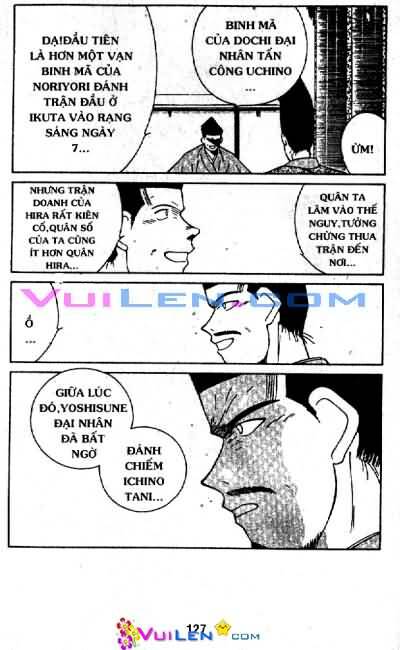 BINH MÃ
CỦA DOCHI ĐẠI
NHÂN TẤN
CÔNG UCHINO
...
DẠ!ĐẦU TIÊN
LÀ HƠN MỘT VẠN
BINH MÃ CỦA
NORIYORI ĐÁNH
TRẬN ĐẦU Ở
IKUTA VÀO RẠNG
SÁNG NGÀY
7...
ỪM!
QUÂN TA
LÂM VÀO THẾ
NGUY,TƯỞNG
CHỪNG THUA
TRẬN ĐẾN
NƠI...
NHƯNG TRẬN
DOANH CỦA
HIRA RẤT KIÊN
CỐ,QUÂN SỐ
CỦA TA CŨNG
ÍT HƠN QUÂN
HIRA...
VUILEN.COM
Ồ
...
GIỮA LÚC
ĐÓ,YOSHISUNE
ĐẠI NHÂN
ĐÃ BẤT
NGỜ
ĐÁNH
CHIẾM
ICHINO
TANI...
127
VUILEN.COM